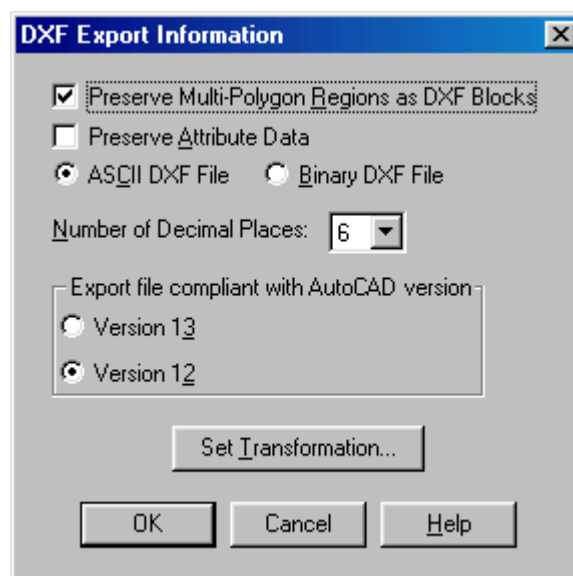 DXF Export Information
Preserve Multi-Polygon Regions as DXF Blocks
Preserve Attribute Data
ASCII DXF File Binary DXF File
Number of Decimal Places: 6
Export file compliant with AutoCAD version
Version 13
Version 12
Set Transformation...
OK Cancel Help